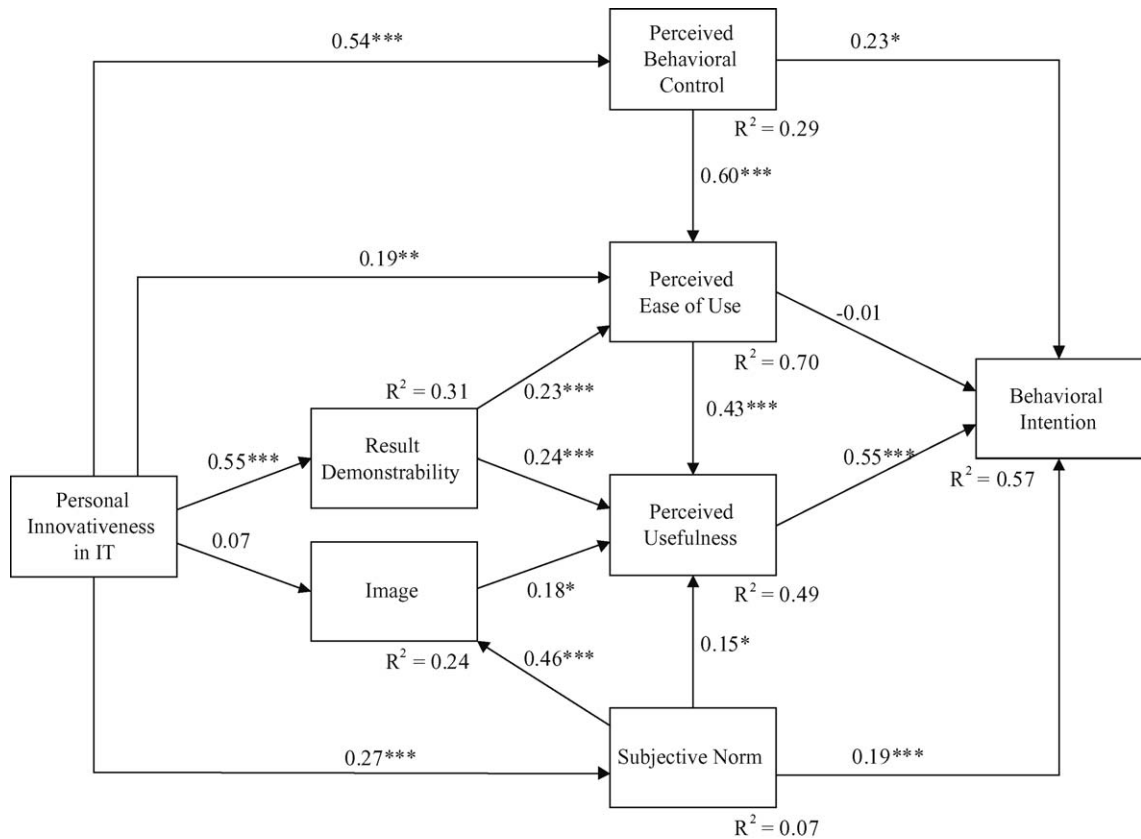 Perceived
Behavioral
Control
0.54***
0.23*
R² = 0.29
0.60***
0.19**
Perceived
Ease of Use
-0.01
R² = 0.70
R² = 0.31
0.23***
0.43***
Result
Demonstrability
Behavioral
Intention
0.55***
0.24***
0.55***
R² = 0.57
Personal
Innovativeness
in IT
Perceived
Usefulness
0.07
Image
0.18*
R² = 0.49
R² = 0.24
0.46***
0.15*
0.27***
Subjective Norm
0.19***
R² = 0.07